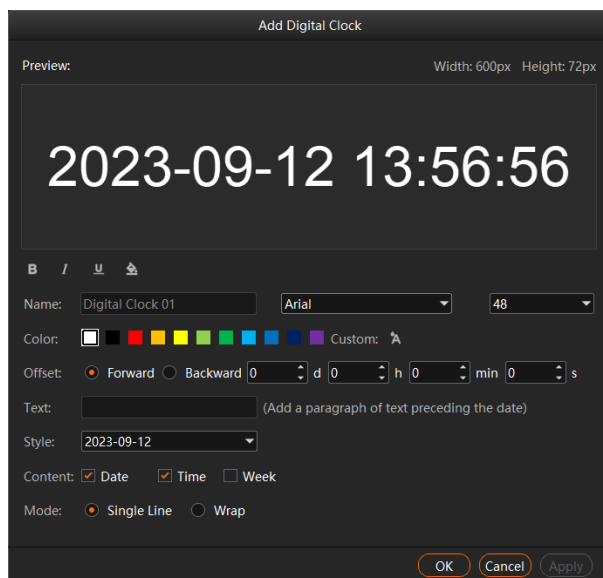 Add Digital Clock
Preview: Width: 600px Height: 72px
2023-09-12 13:56:56
B I U
Name: Digital Clock 01 Arial 48
Color: Custom: A
Offset: Forward Backward 0 d 0 h 0 min 0 s
Text: (Add a paragraph of text preceding the date)
Style: 2023-09-12
Content: Date Time Week
Mode: Single Line Wrap
OK Cancel Apply